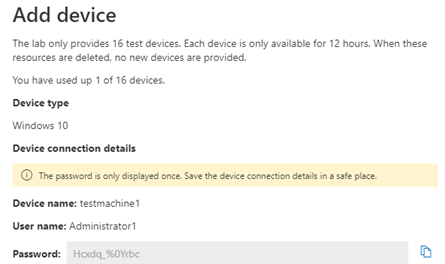 Add device
The lab only provides 16 test devices. Each device is only available for 12 hours. When these
resources are deleted, no new devices are provided.
You have used up 1 of 16 devices.
Device type
Windows 10
Device connection details
The password is only displayed once. Save the device connection details in a safe place.
Device name: testmachine1
User name: Administrator1
Password: Hcxdq_%0Yrbc